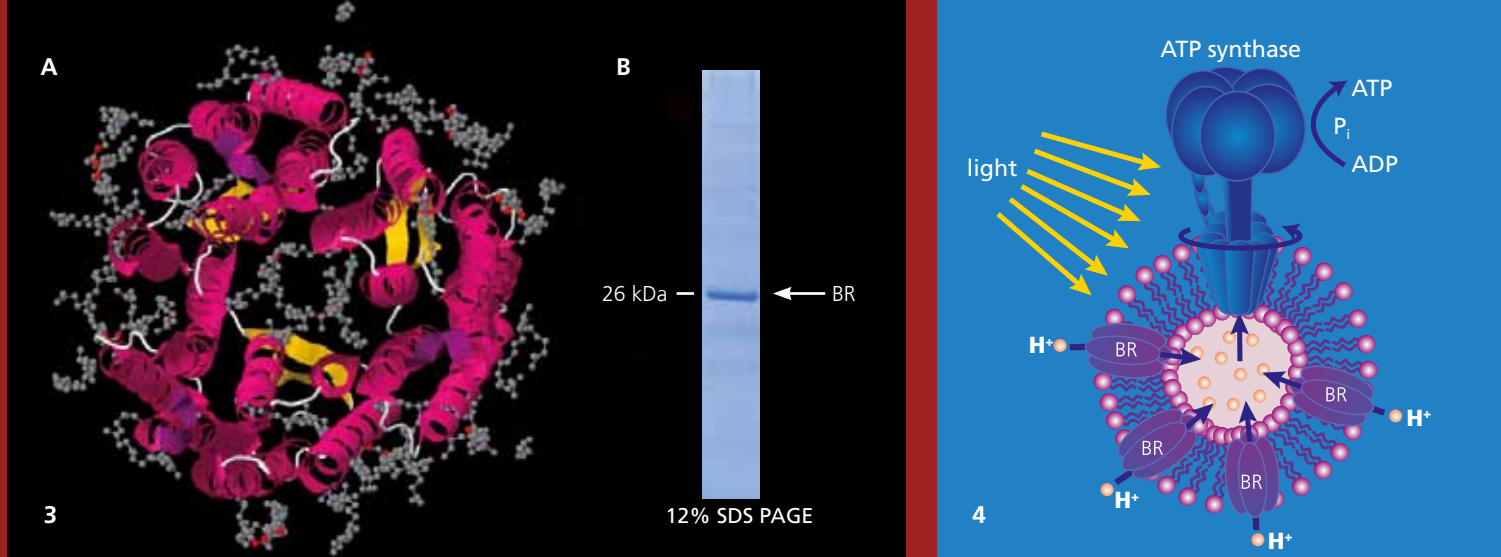 A
B
26 kDa
BR
12% SDS PAGE
3
ATP synthase
ATP
Pi
ADP
light
H+
BR
BR
H+
BR
H+
BR
H+
4